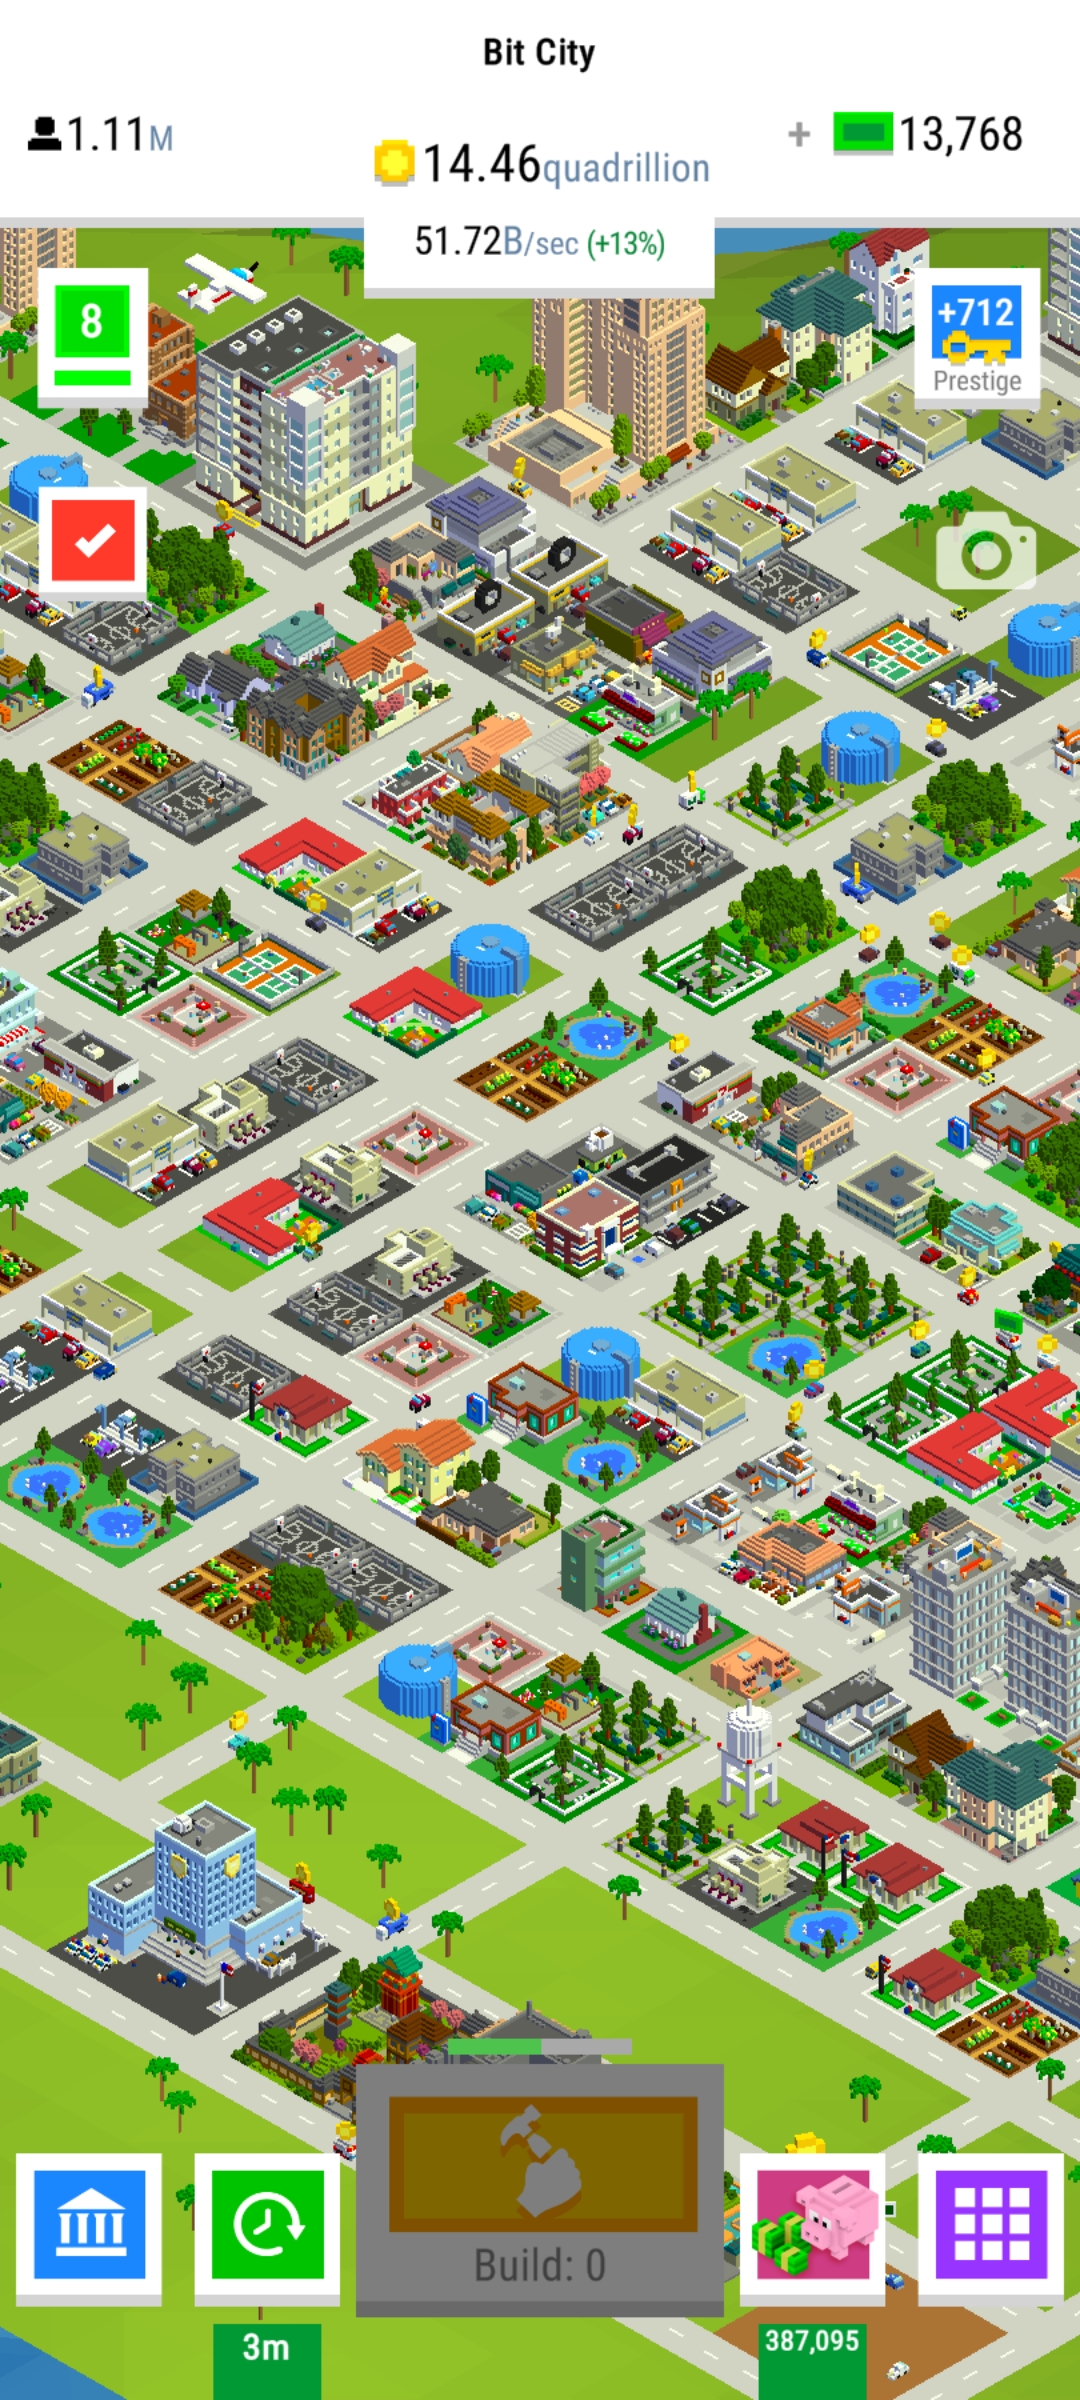 Bit City
1.11M
14.46quadrillion
+ 13,768
51.72B/sec (+13%)
8
+712
Prestige
Build: 0
3m
387,095